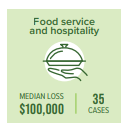 Food service
and hospitality
MEDIAN LOSS
$100,000
35
CASES